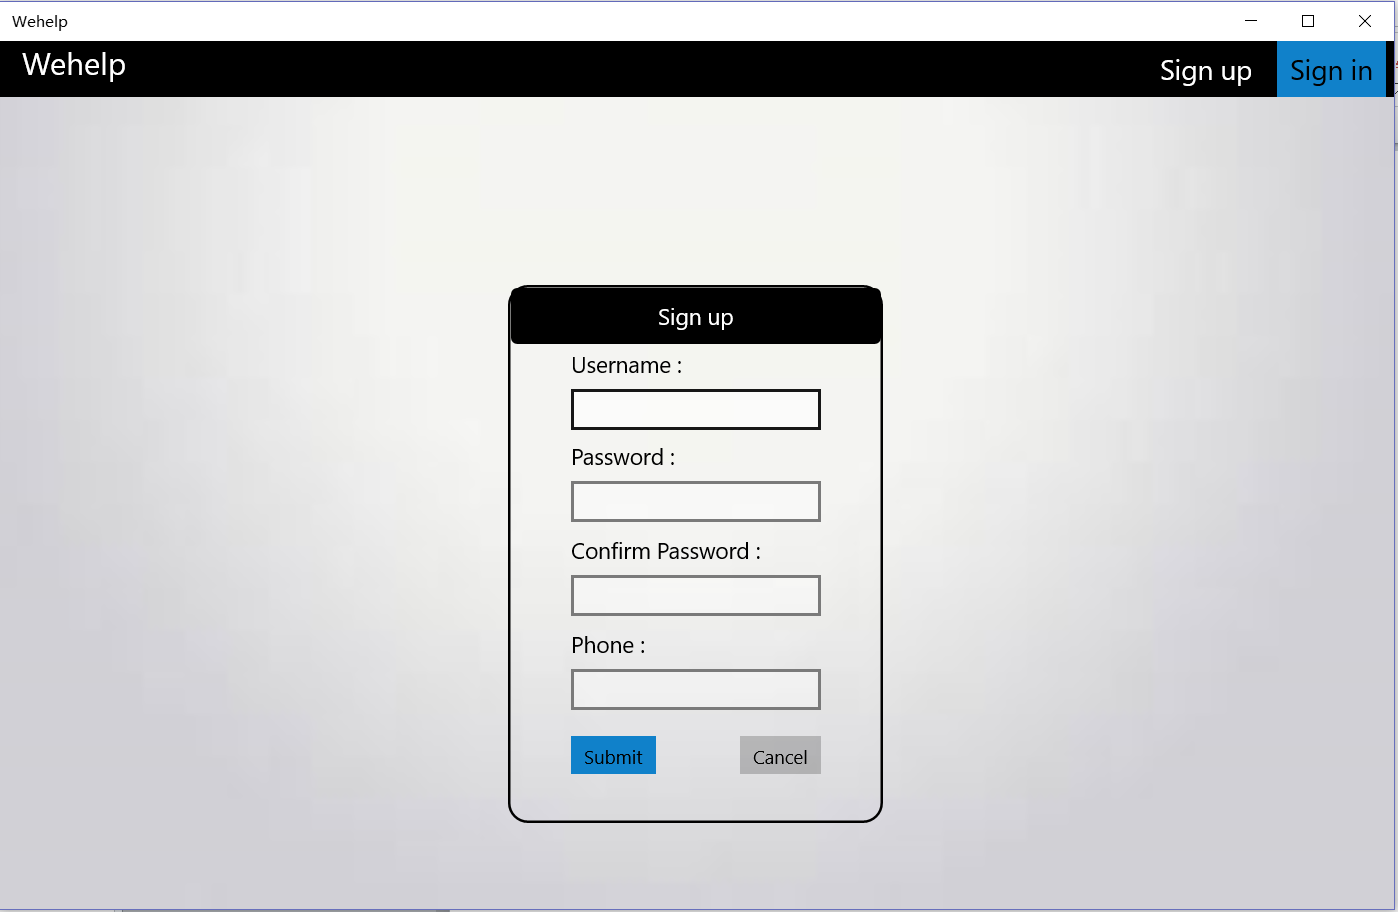 Wehelp
Wehelp
Sign up
Sign in
Sign up
Username :
Password :
Confirm Password :
Phone :
Submit
Cancel